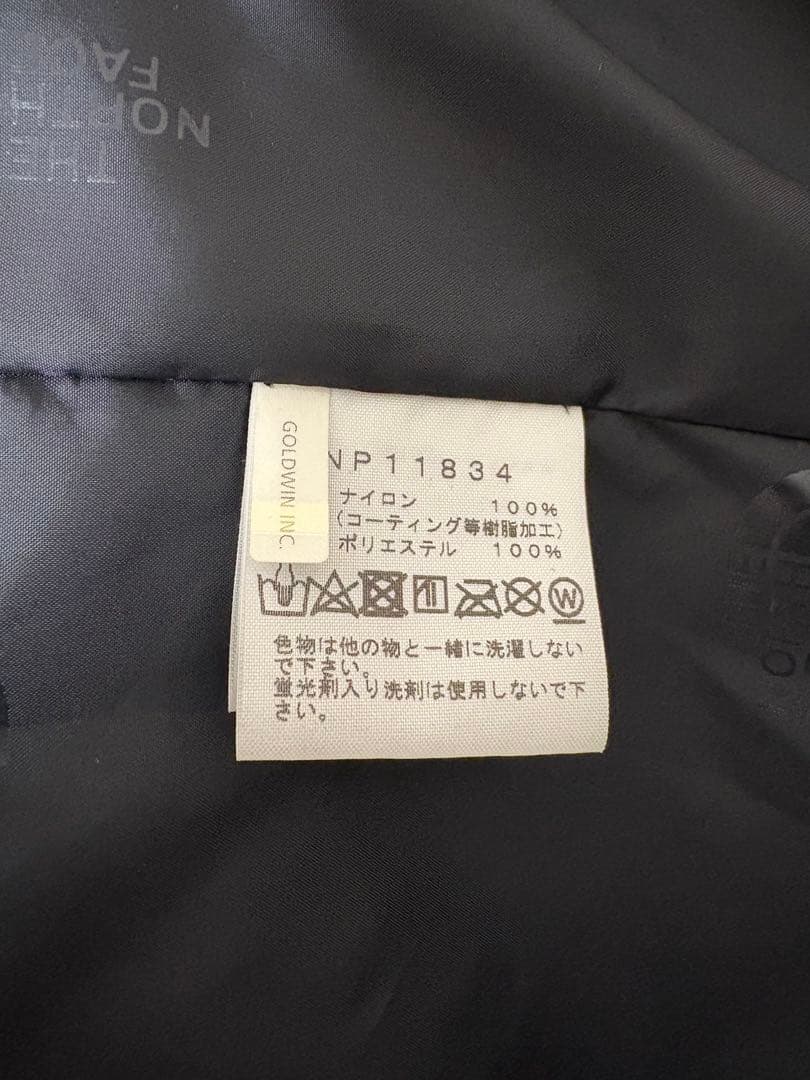 THE
NORTH
FACE
GOLDWIN INC.
NP11834
ナイロン 100%
(コーティング等樹脂加工)
ポリエステル 100%
W
色物は他の物と一緒に洗濯しない
で下さい。
蛍光剤入り洗剤は使用しないで下
さい。